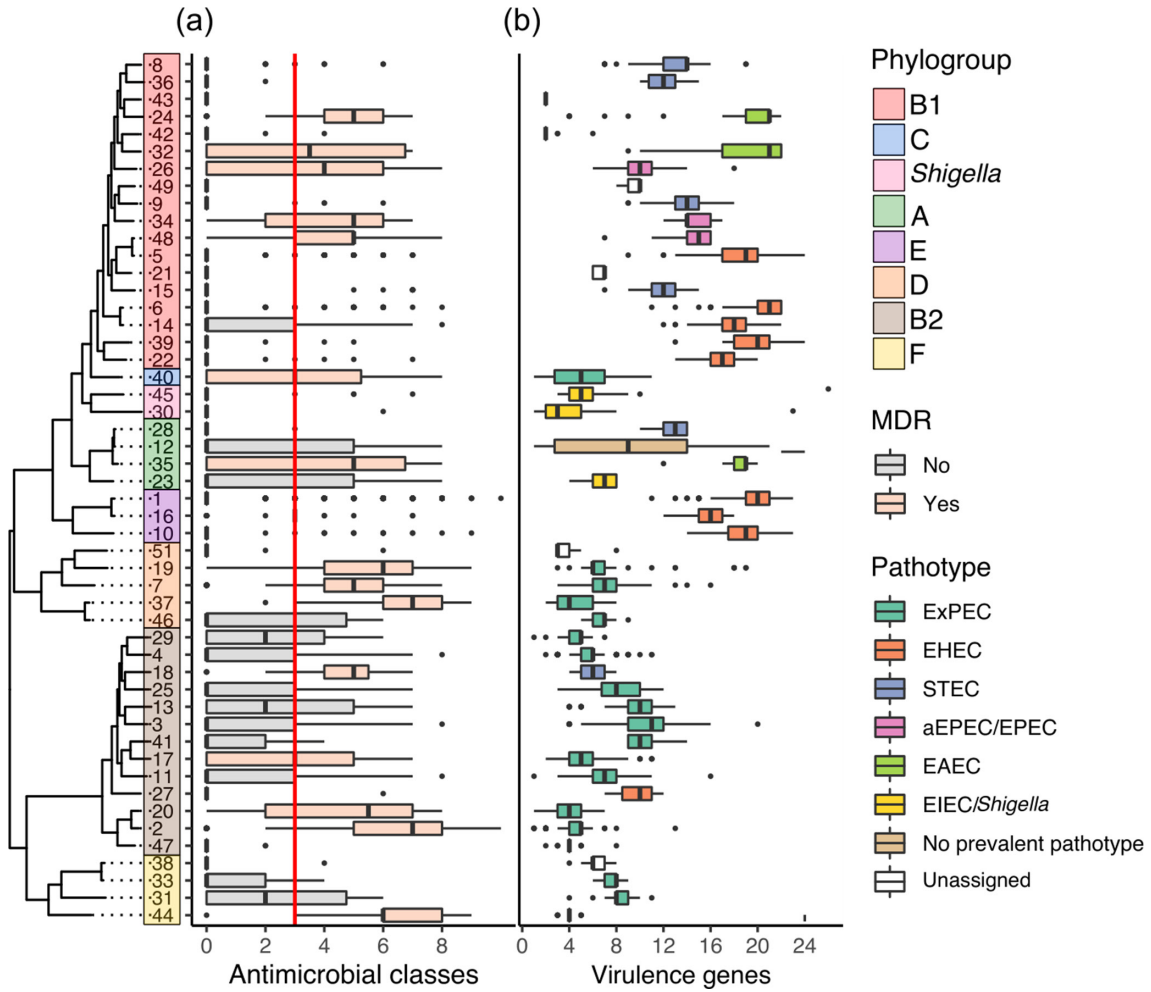 (a)
(b)
8
36
43
24
42
32
26
49
9
34
48
5
21
15
6
14
39
22
40
45
30
28
12
35
23
1
16
10
51
19
7
37
46
29
4
18
25
13
3
41
17
11
27
20
2
47
38
33
31
44
0 2 4 6 8
Antimicrobial classes
0 4 8 12 16 20 24
Virulence genes
Phylogroup
B1
C
Shigella
A
E
D
B2
F
MDR
No
Yes
Pathotype
ExPEC
EHEC
STEC
aEPEC/EPEC
EAEC
EIEC/Shigella
No prevalent pathotype
Unassigned